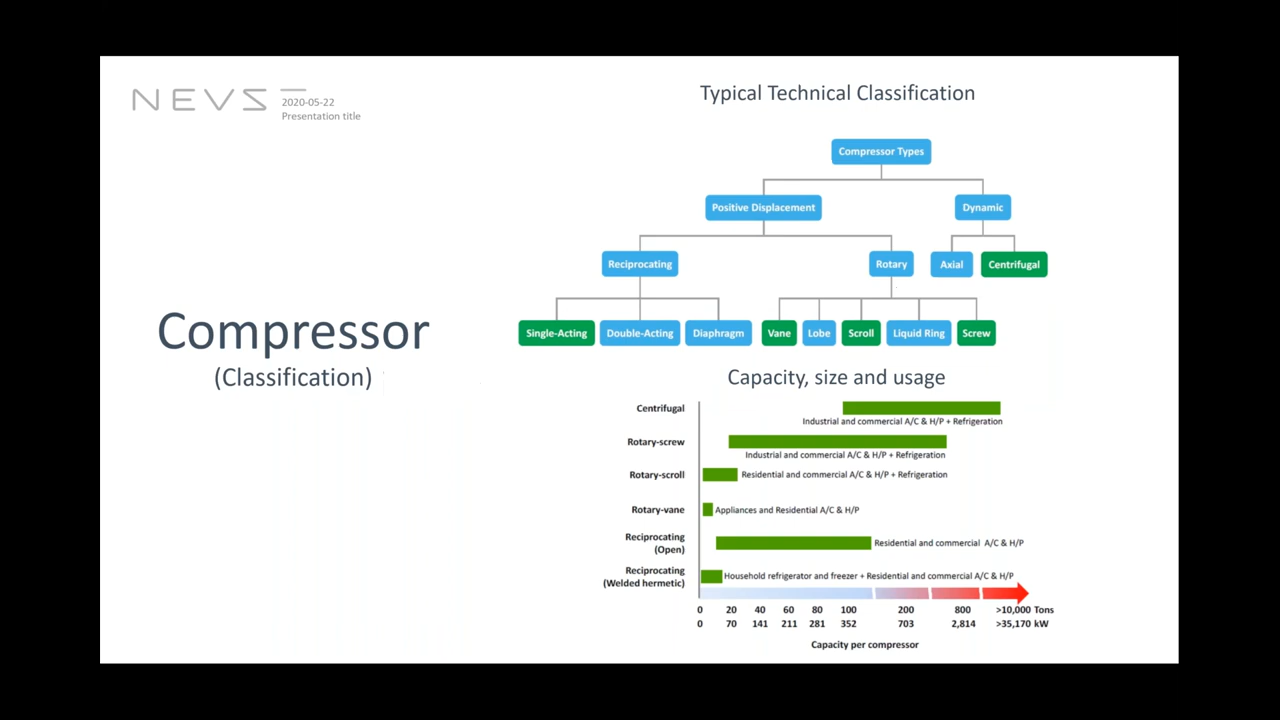 NEVS
2020-05-22
Presentation title
Compressor
(Classification)
Typical Technical Classification
Compressor Types
Positive Displacement
Dynamic
Reciprocating
Rotary
Axial
Centrifugal
Single-Acting
Double-Acting
Diaphragm
Vane
Lobe
Scroll
Liquid Ring
Screw
Capacity, size and usage
Centrifugal
Industrial and commercial A/C & H/P + Refrigeration
Rotary-screw
Industrial and commercial A/C & H/P + Refrigeration
Rotary-scroll
Residential and commercial A/C & H/P + Refrigeration
Rotary-vane
Appliances and Residential A/C & H/P
Reciprocating
(Open)
Residential and commercial A/C & H/P
Reciprocating
(Welded hermetic)
Household refrigerator and freezer + Residential and commercial A/C & H/P
0 20 40 60 80 100 200 800 >10,000 Tons
0 70 141 211 281 352 703 2,814 >35,170 kW
Capacity per compressor